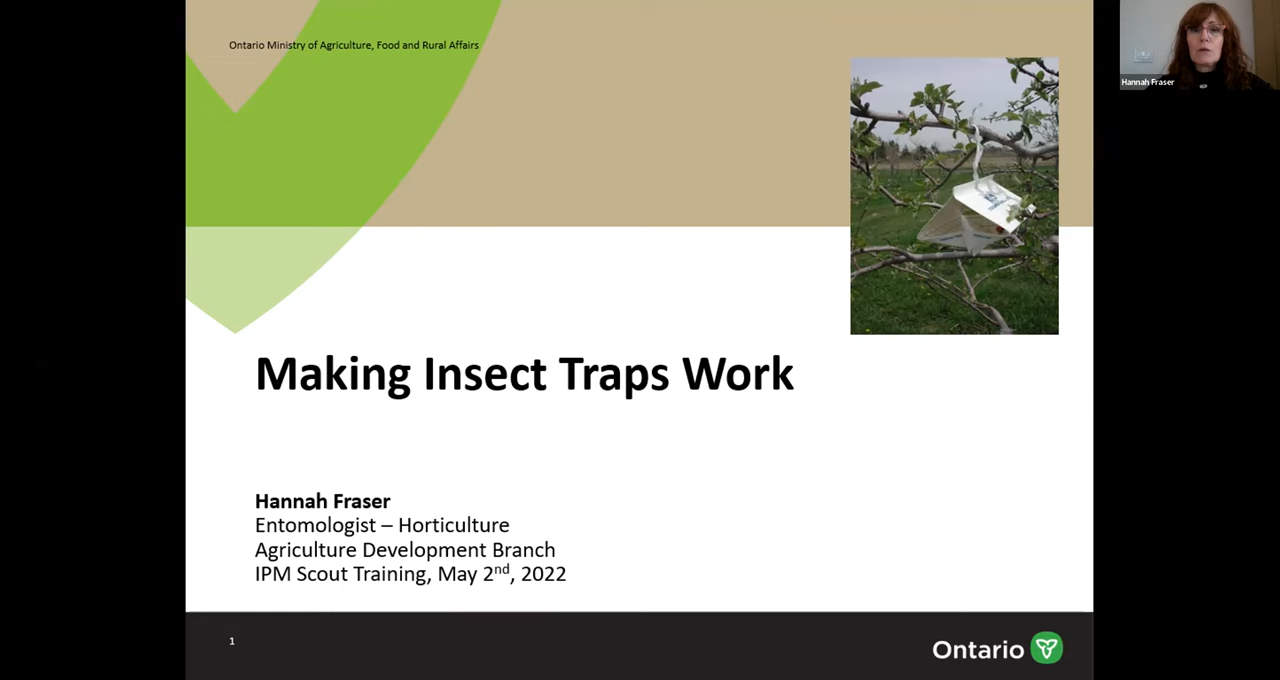 Ontario Ministry of Agriculture, Food and Rural Affairs
Hannah Fraser
Making Insect Traps Work
Hannah Fraser
Entomologist – Horticulture
Agriculture Development Branch
IPM Scout Training, May 2nd, 2022
1
Ontario